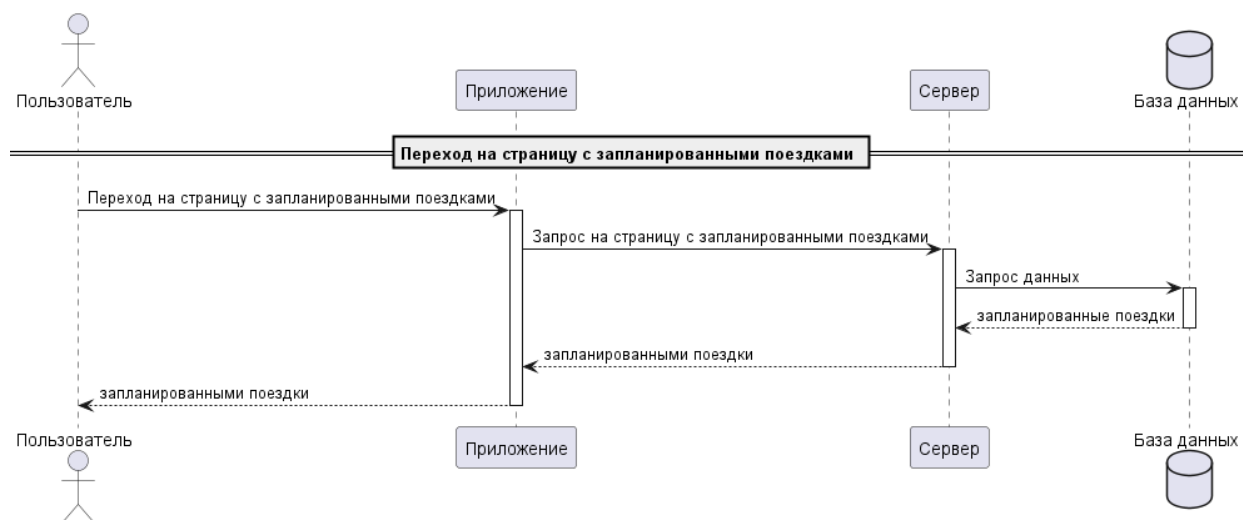 Пользователь
Приложение
Сервер
База данных
Переход на страницу с запланированными поездками
Переход на страницу с запланированными поездками
Запрос на страницу с запланированными поездками
Запрос данных
запланированные поездки
запланированными поездки
запланированными поездки
Пользователь
Приложение
Сервер
База данных